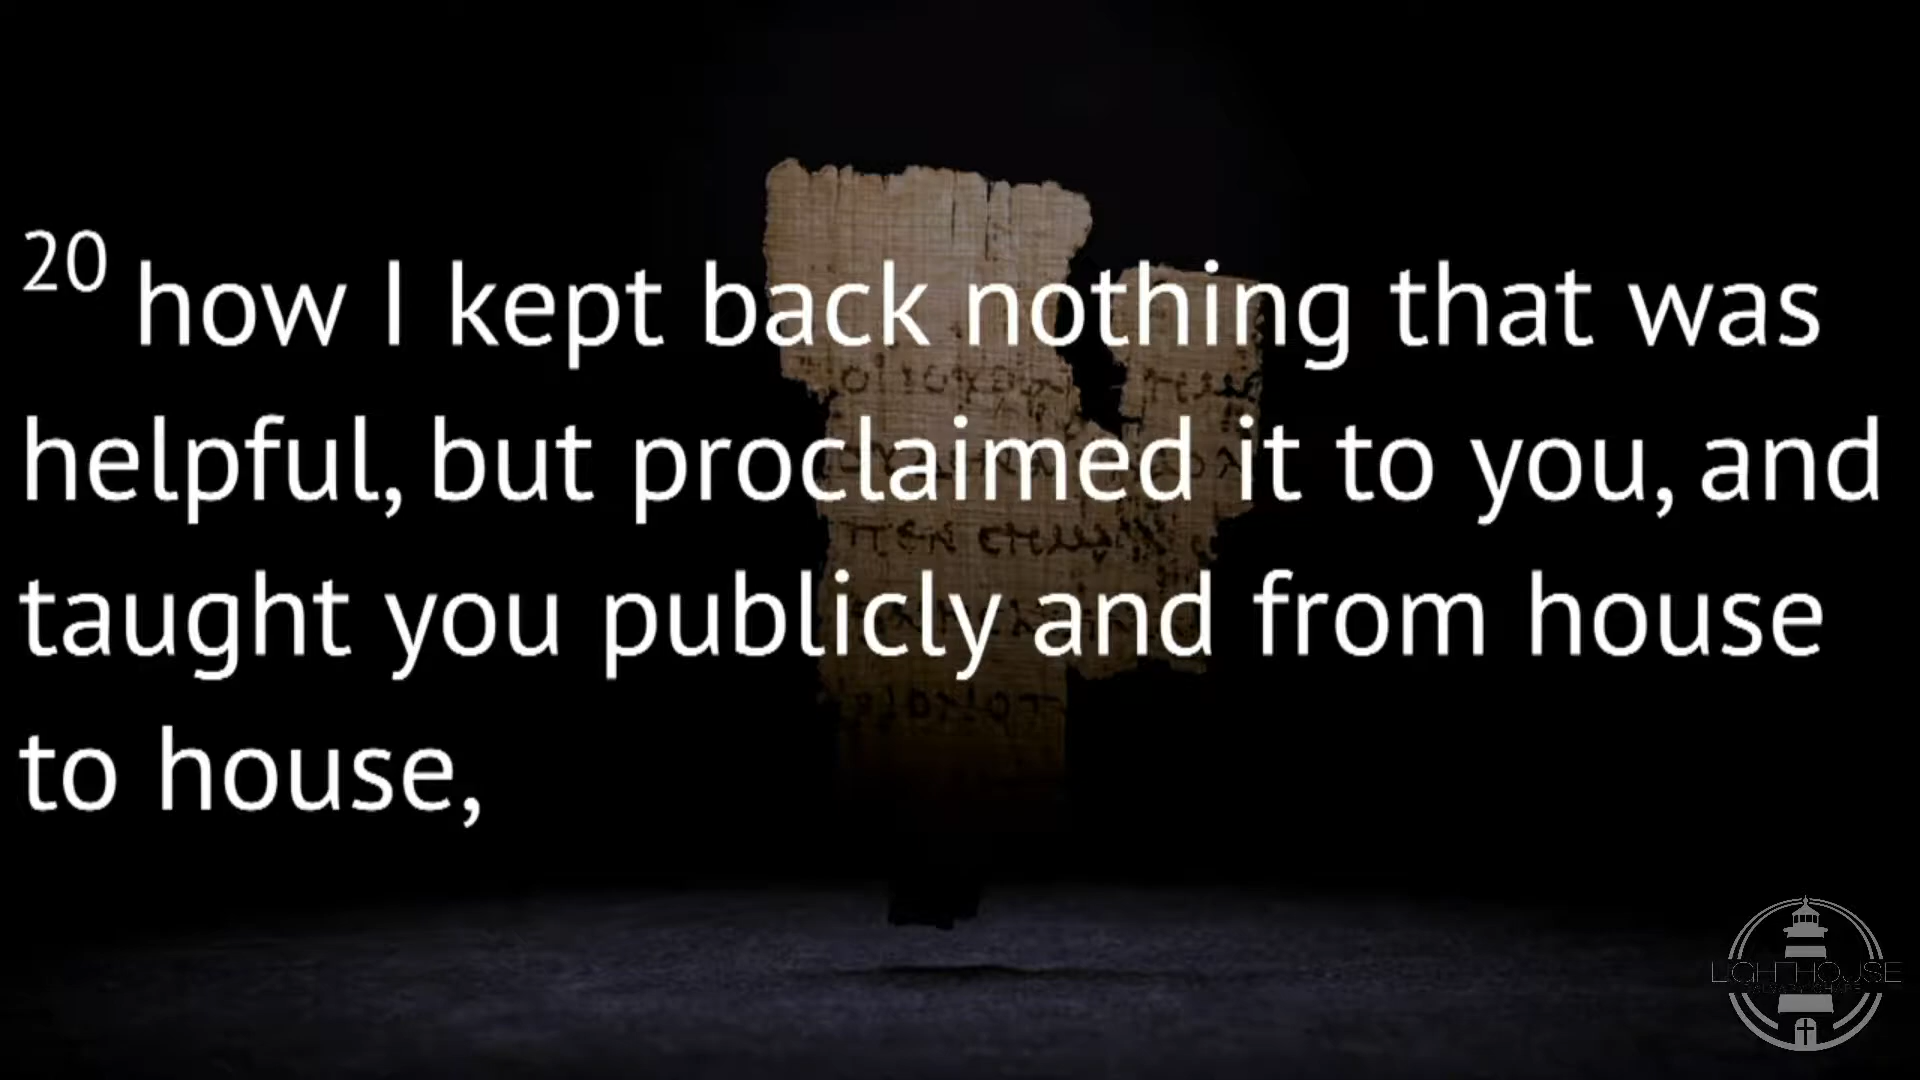 20 how I kept back nothing that was
helpful, but proclaimed it to you, and
taught you publicly and from house
to house,
LIGHTHOUSE